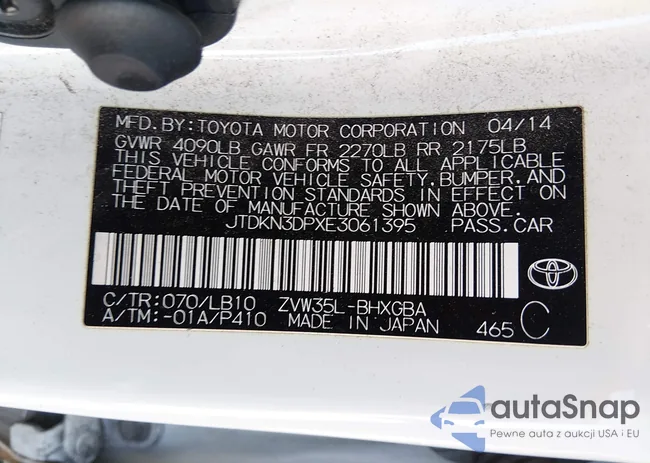 MFD. BY: TOYOTA MOTOR CORPORATION 04/14
GVWR 4090LB GAWR FR 2270LB RR 2175LB
THIS VEHICLE CONFORMS TO ALL APPLICABLE
FEDERAL MOTOR VEHICLE SAFETY, BUMPER, AND
THEFT PREVENTION STANDARDS IN EFFECT ON
THE DATE OF MANUFACTURE SHOWN ABOVE.
JTDKN3DPXE3061395 PASS. CAR
C/TR: 070/LB10 ZVW35L-BHXGBA
A/TM: -01A/P410 MADE IN JAPAN 465 C
autaSnap
Pewne auta z aukcji USA i EU